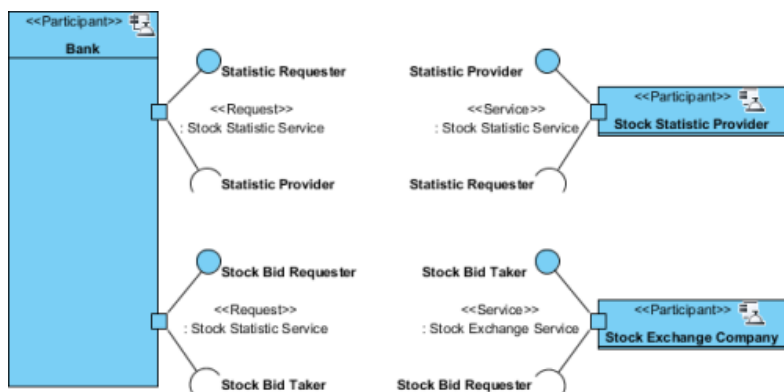 <<Participant>>
Bank
Statistic Requester
<<Request>>
: Stock Statistic Service
Statistic Provider
Stock Bid Requester
<<Request>>
: Stock Statistic Service
Stock Bid Taker
Statistic Provider
<<Service>>
: Stock Statistic Service
Statistic Requester
<<Participant>>
Stock Statistic Provider
Stock Bid Taker
<<Service>>
: Stock Exchange Service
Stock Bid Requester
<<Participant>>
Stock Exchange Company